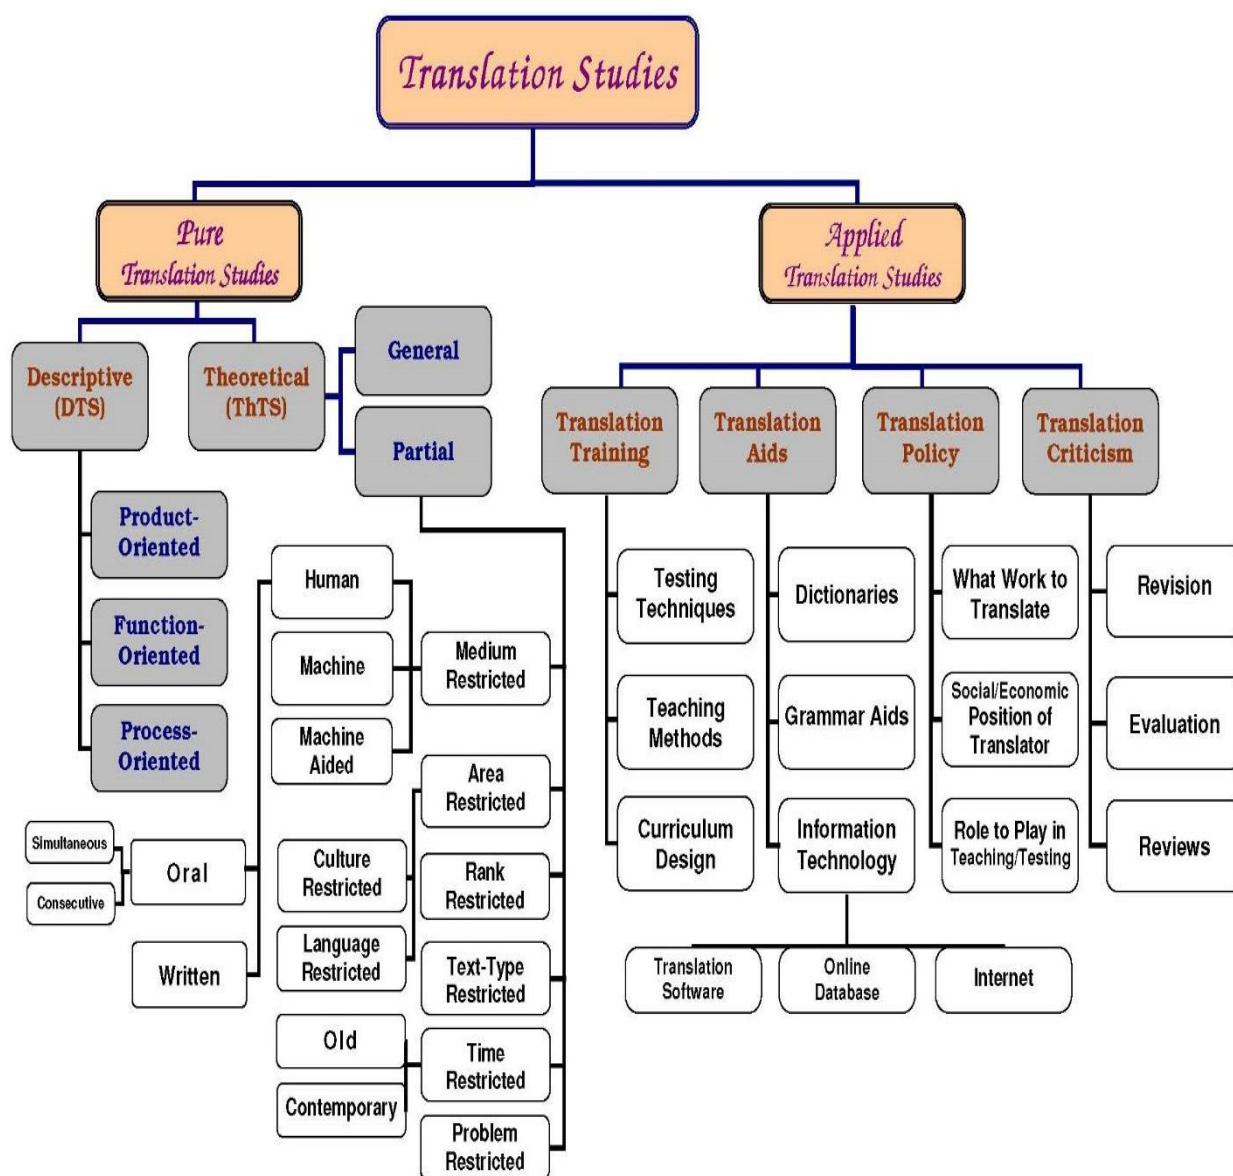 Translation Studies
Pure
Translation Studies
Applied
Translation Studies
Descriptive
(DTS)
Theoretical
(ThTS)
General
Partial
Product-
Oriented
Function-
Oriented
Process-
Oriented
Human
Machine
Machine
Aided
Medium
Restricted
Area
Restricted
Simultaneous
Consecutive
Oral
Written
Culture
Restricted
Language
Restricted
Rank
Restricted
Text-Type
Restricted
Old
Contemporary
Time
Restricted
Problem
Restricted
Translation
Training
Translation
Aids
Translation
Policy
Translation
Criticism
Testing
Techniques
Dictionaries
What Work to
Translate
Revision
Teaching
Methods
Grammar Aids
Social/Economic
Position of
Translator
Evaluation
Curriculum
Design
Information
Technology
Role to Play in
Teaching/Testing
Reviews
Translation
Software
Online
Database
Internet